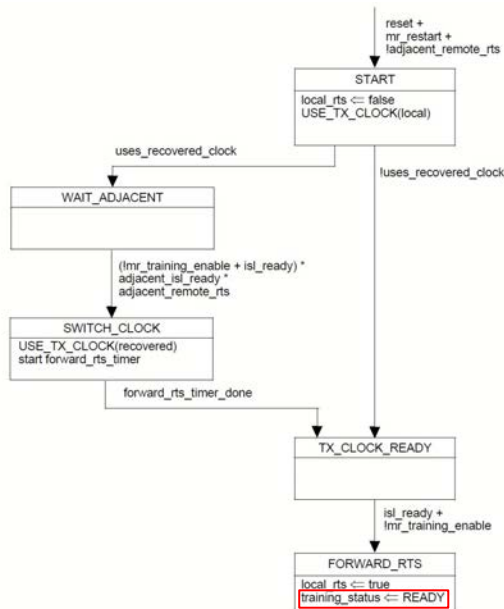 reset +
mr_restart +
!adjacent_remote_rts
START
local_rts ⇐ false
USE_TX_CLOCK(local)
uses_recovered_clock
!uses_recovered_clock
WAIT_ADJACENT
(!mr_training_enable + isl_ready) *
adjacent_isl_ready *
adjacent_remote_rts
SWITCH_CLOCK
USE_TX_CLOCK(recovered)
start forward_rts_timer
forward_rts_timer_done
TX_CLOCK_READY
isl_ready +
!mr_training_enable
FORWARD_RTS
local_rts ⇐ true
training_status ⇐ READY